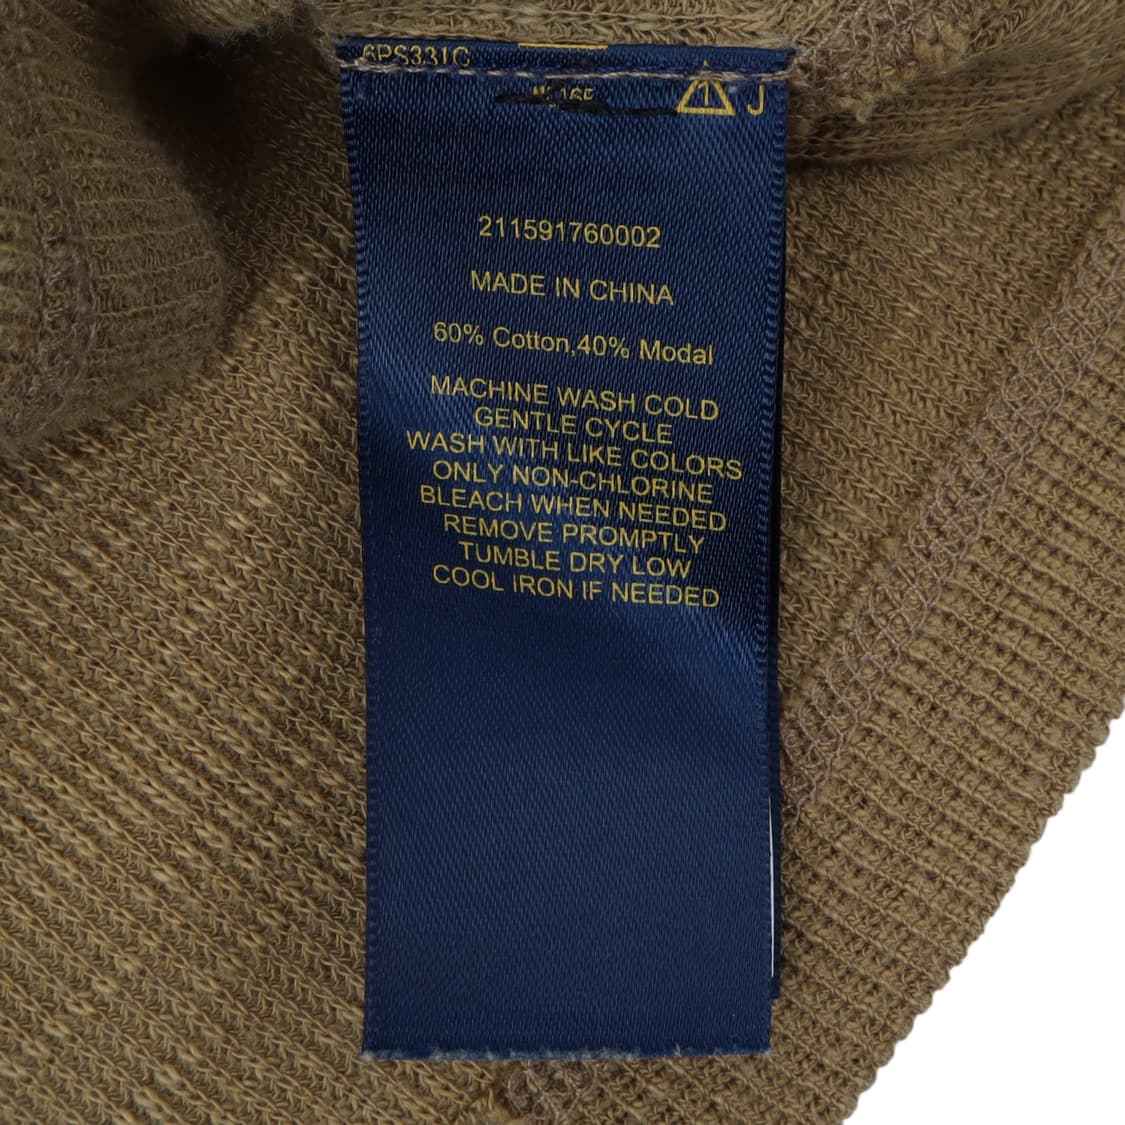 6PS331C
1 J
211591760002
MADE IN CHINA
60% Cotton,40% Modal
MACHINE WASH COLD
GENTLE CYCLE
WASH WITH LIKE COLORS
ONLY NON-CHLORINE
BLEACH WHEN NEEDED
REMOVE PROMPTLY
TUMBLE DRY LOW
COOL IRON IF NEEDED